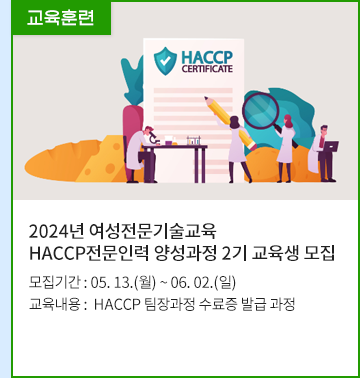 교육훈련
HACCP
CERTIFICATE
2024년 여성전문기술교육
HACCP전문인력 양성과정 2기 교육생 모집
모집기간 : 05. 13.(월) ~ 06. 02.(일)
교육내용 : HACCP 팀장과정 수료증 발급 과정